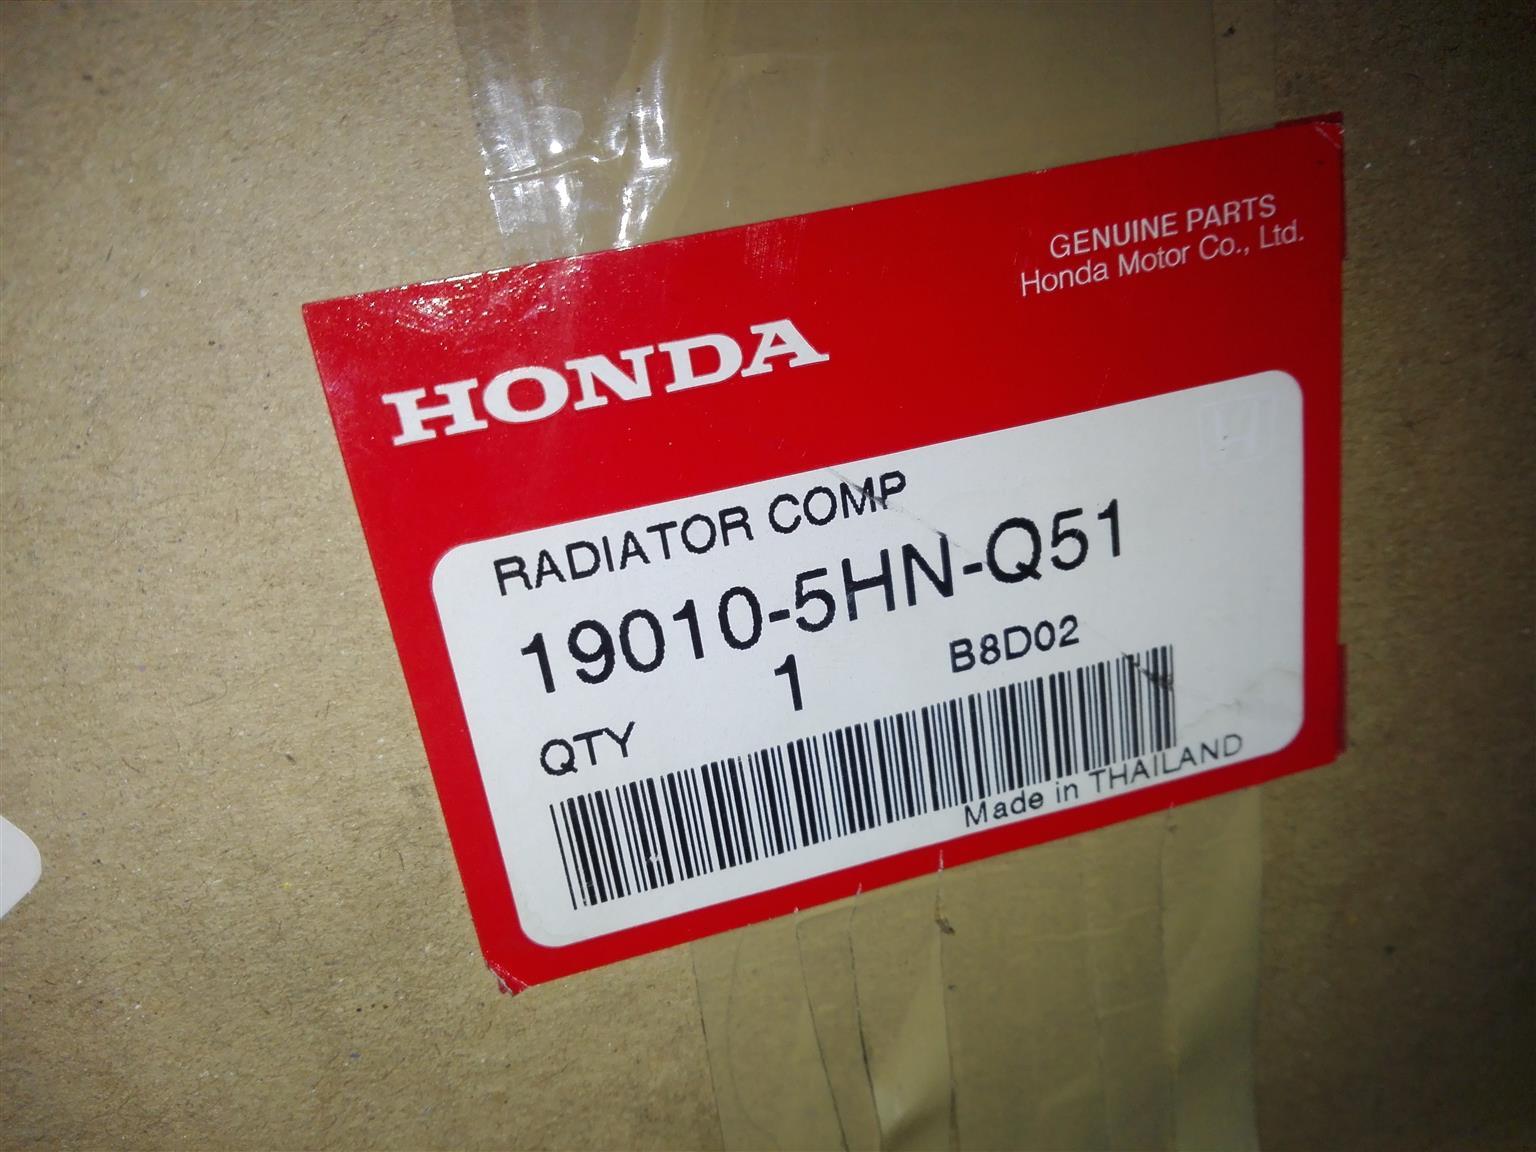 GENUINE PARTS
Honda Motor Co., Ltd.
HONDA
RADIATOR COMP
19010-5HN-Q51
QTY 1 B8D02
Made in THAILAND